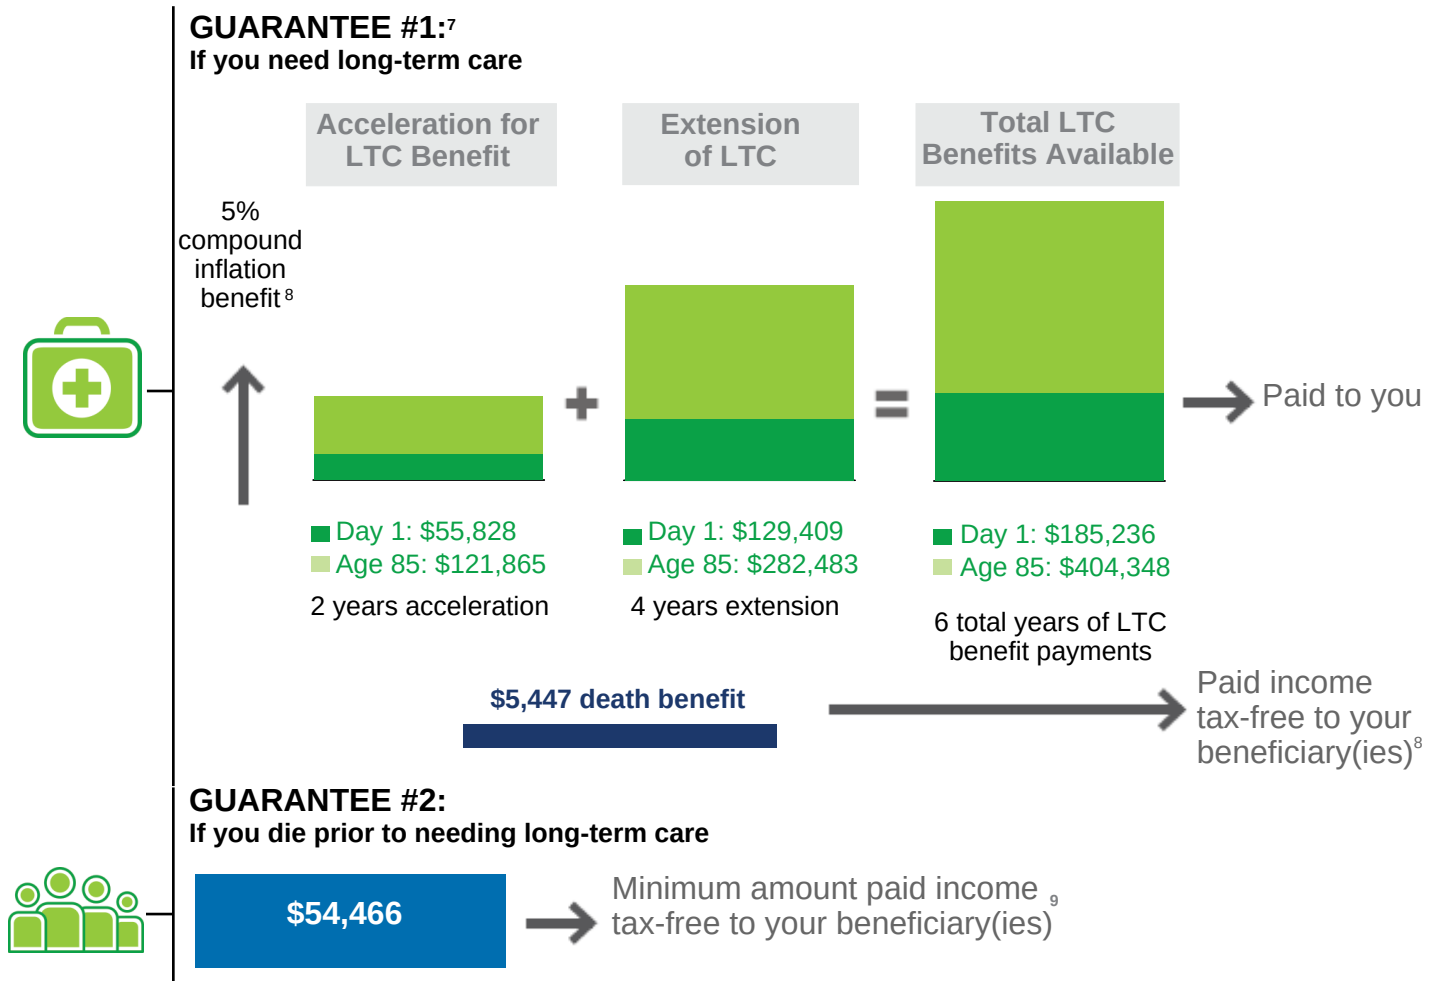 GUARANTEE #1:⁷
If you need long-term care
Acceleration for
LTC Benefit
Extension
of LTC
Total LTC
Benefits Available
5%
compound
inflation
benefit ⁸
Paid to you
Day 1: $55,828
Age 85: $121,865
2 years acceleration
Day 1: $129,409
Age 85: $282,483
4 years extension
Day 1: $185,236
Age 85: $404,348
6 total years of LTC
benefit payments
$5,447 death benefit
Paid income
tax-free to your
beneficiary(ies)⁸
GUARANTEE #2:
If you die prior to needing long-term care
$54,466
Minimum amount paid income
tax-free to your beneficiary(ies) ⁹